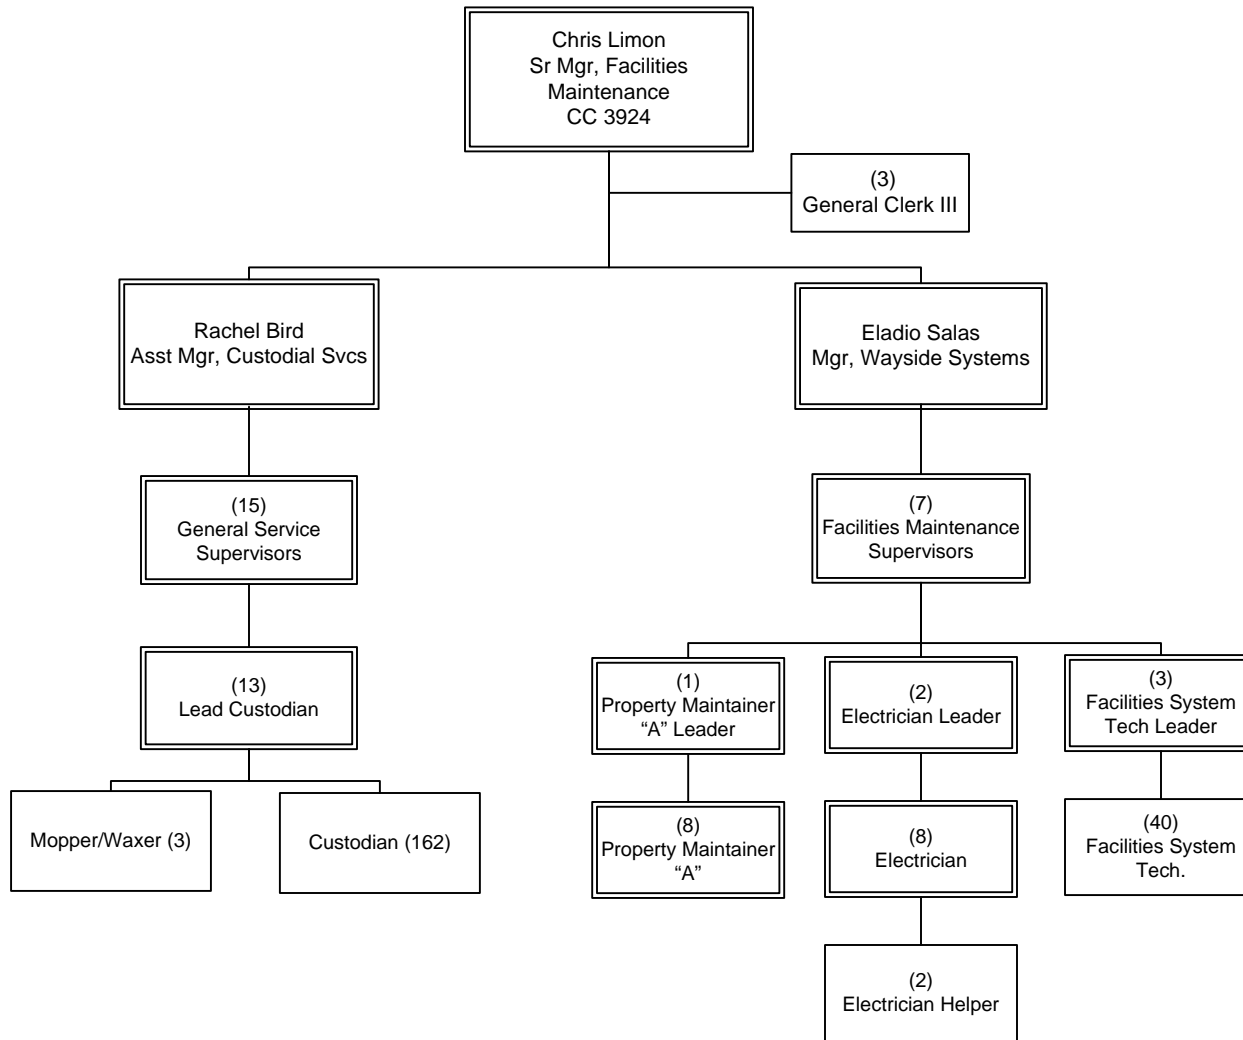 Chris Limon
Sr Mgr, Facilities
Maintenance
CC 3924
(3)
General Clerk III
Rachel Bird
Asst Mgr, Custodial Svcs
Eladio Salas
Mgr, Wayside Systems
(15)
General Service
Supervisors
(7)
Facilities Maintenance
Supervisors
(13)
Lead Custodian
(1)
Property Maintainer
“A” Leader
(2)
Electrician Leader
(3)
Facilities System
Tech Leader
Mopper/Waxer (3)
Custodian (162)
(8)
Property Maintainer
“A”
(8)
Electrician
(40)
Facilities System
Tech.
(2)
Electrician Helper